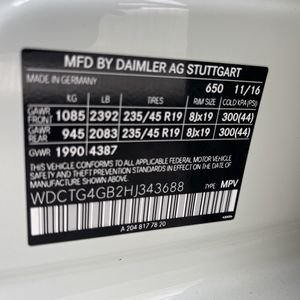 MFD BY DAIMLER AG STUTTGART
MADE IN GERMANY 650 11/16
KG LB TIRES RIM SIZE COLD KPA (PSI)
GAWR FRONT 1085 2392 235/45 R19 8Jx19 300(44)
GAWR REAR 945 2083 235/45 R19 8Jx19 300(44)
GVWR 1990 4387
THIS VEHICLE CONFORMS TO ALL APPLICABLE
FEDERAL MOTOR VEHICLE SAFETY STANDARDS
IN EFFECT ON THE DATE OF MANUFACTURE SHOWN ABOVE
WDCTG4GB2HJ343688 TYPE: MPV
A 204 817 78 20